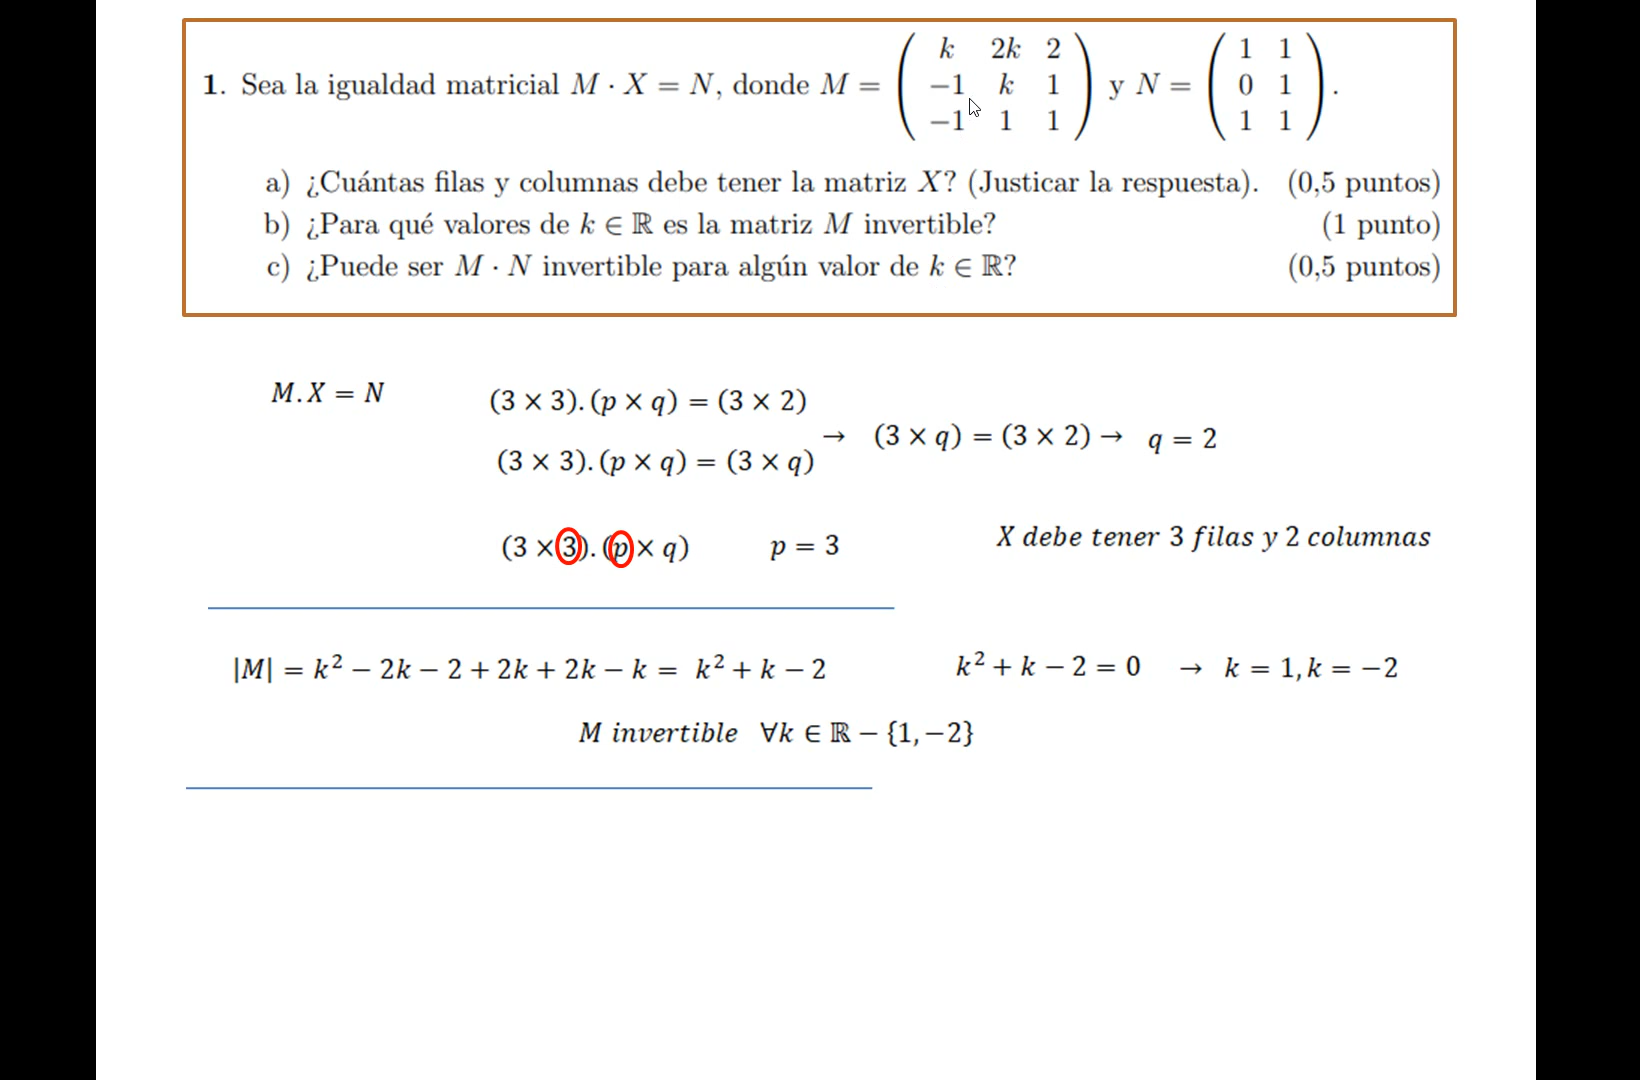 1. Sea la igualdad matricial M · X = N, donde M = ( k 2k 2 ; −1 k 1 ; −1 1 1 ) y N = ( 1 1 ; 0 1 ; 1 1 ).
a) ¿Cuántas filas y columnas debe tener la matriz X? (Justicar la respuesta). (0,5 puntos)
b) ¿Para qué valores de k ∈ ℝ es la matriz M invertible? (1 punto)
c) ¿Puede ser M · N invertible para algún valor de k ∈ ℝ? (0,5 puntos)
M. X = N (3 × 3). (p × q) = (3 × 2)
(3 × 3). (p × q) = (3 × q) → (3 × q) = (3 × 2) → q = 2
(3 × 3). (p × q) p = 3 X debe tener 3 filas y 2 columnas
|M| = k² − 2k − 2 + 2k + 2k − k = k² + k − 2 k² + k − 2 = 0 → k = 1, k = −2
M invertible ∀k ∈ ℝ − {1, −2}